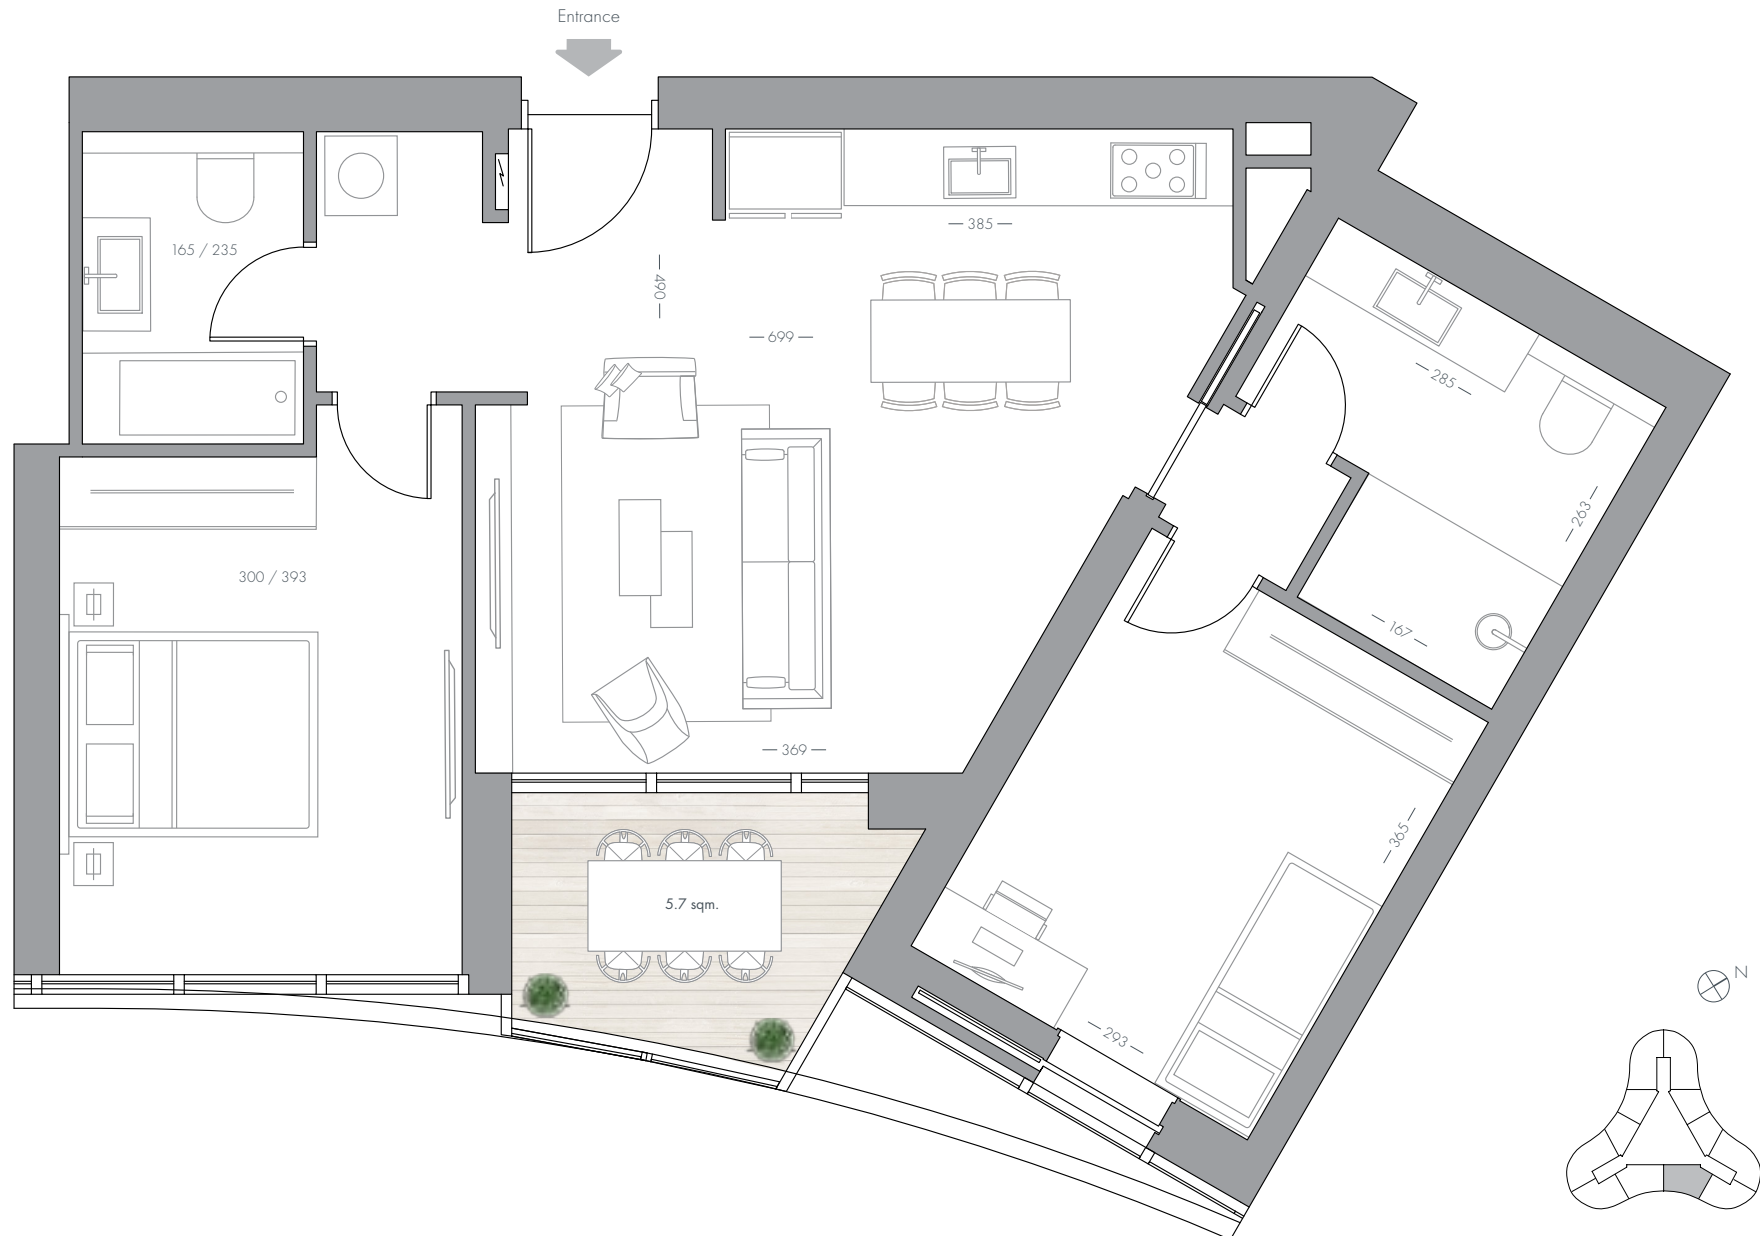 Entrance
165 / 235
— 385 —
— 490 —
— 699 —
— 285 —
— 263 —
300 / 393
— 167 —
— 369 —
— 365 —
5.7 sqm.
N
— 293 —